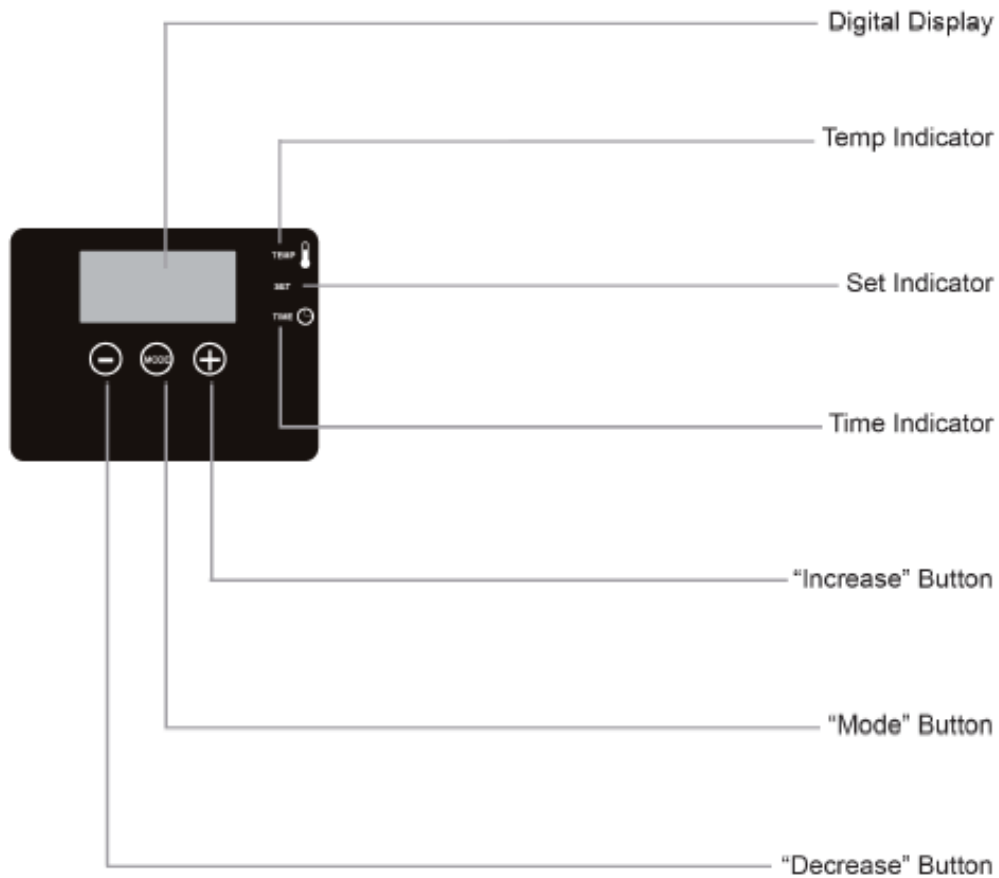 Digital Display
Temp Indicator
TEMP
SET
Set Indicator
TIME
MODE
Time Indicator
“Increase” Button
“Mode” Button
“Decrease” Button